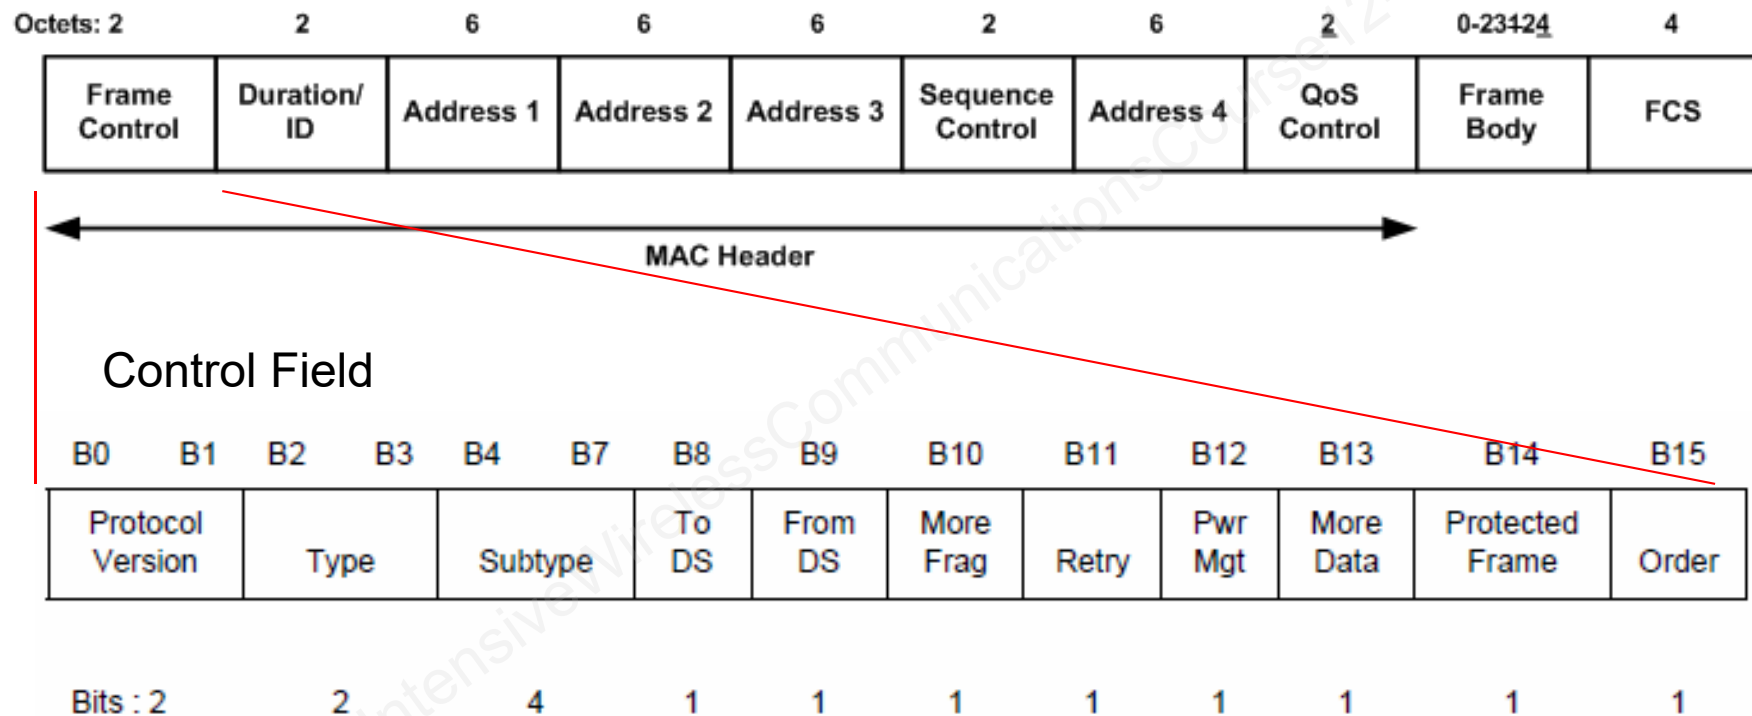 Octets: 2 2 6 6 6 2 6 2 0-23124 4
Frame Control Duration/ ID Address 1 Address 2 Address 3 Sequence Control Address 4 QoS Control Frame Body FCS
MAC Header
Control Field
B0 B1 B2 B3 B4 B7 B8 B9 B10 B11 B12 B13 B14 B15
Protocol Version Type Subtype To DS From DS More Frag Retry Pwr Mgt More Data Protected Frame Order
Bits : 2 2 4 1 1 1 1 1 1 1 1